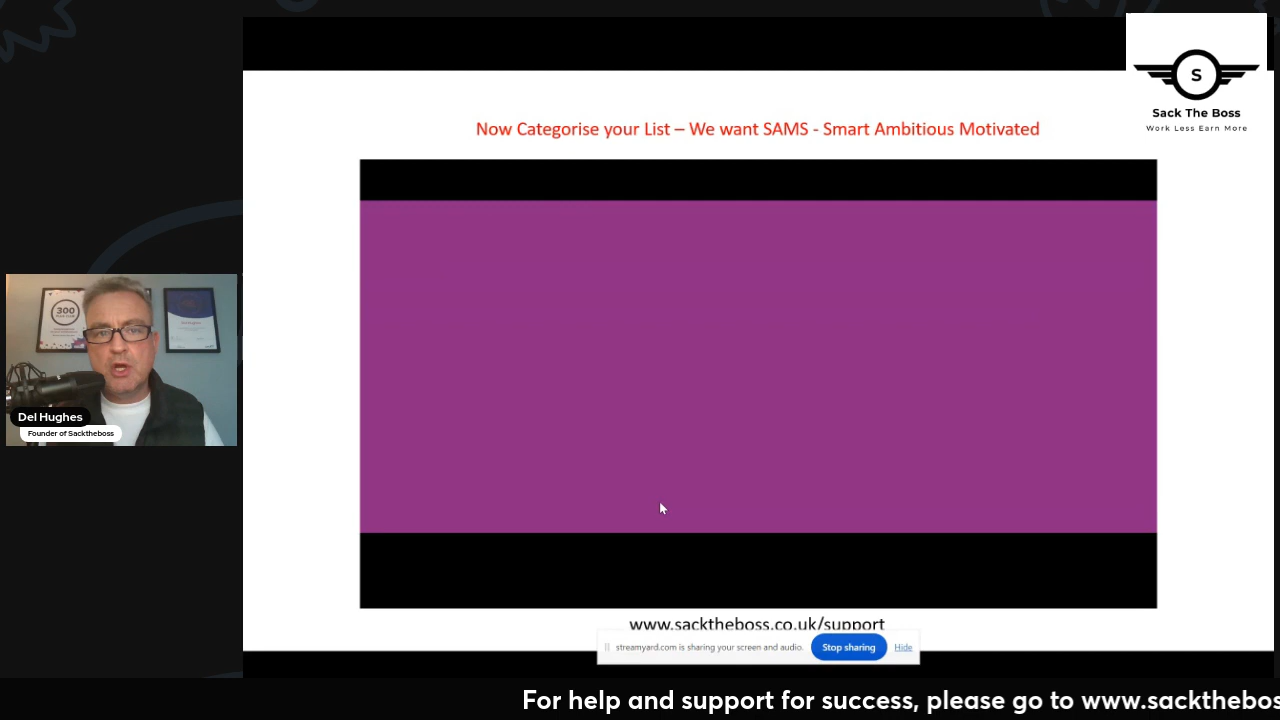 Now Categorise your List – We want SAMS - Smart Ambitious Motivated
S
Sack The Boss
Work Less Earn More
300
Del Hughes
Founder of Sacktheboss
www.sacktheboss.co.uk/support
streamyard.com is sharing your screen and audio.
Stop sharing
Hide
For help and support for success, please go to www.sackthebos